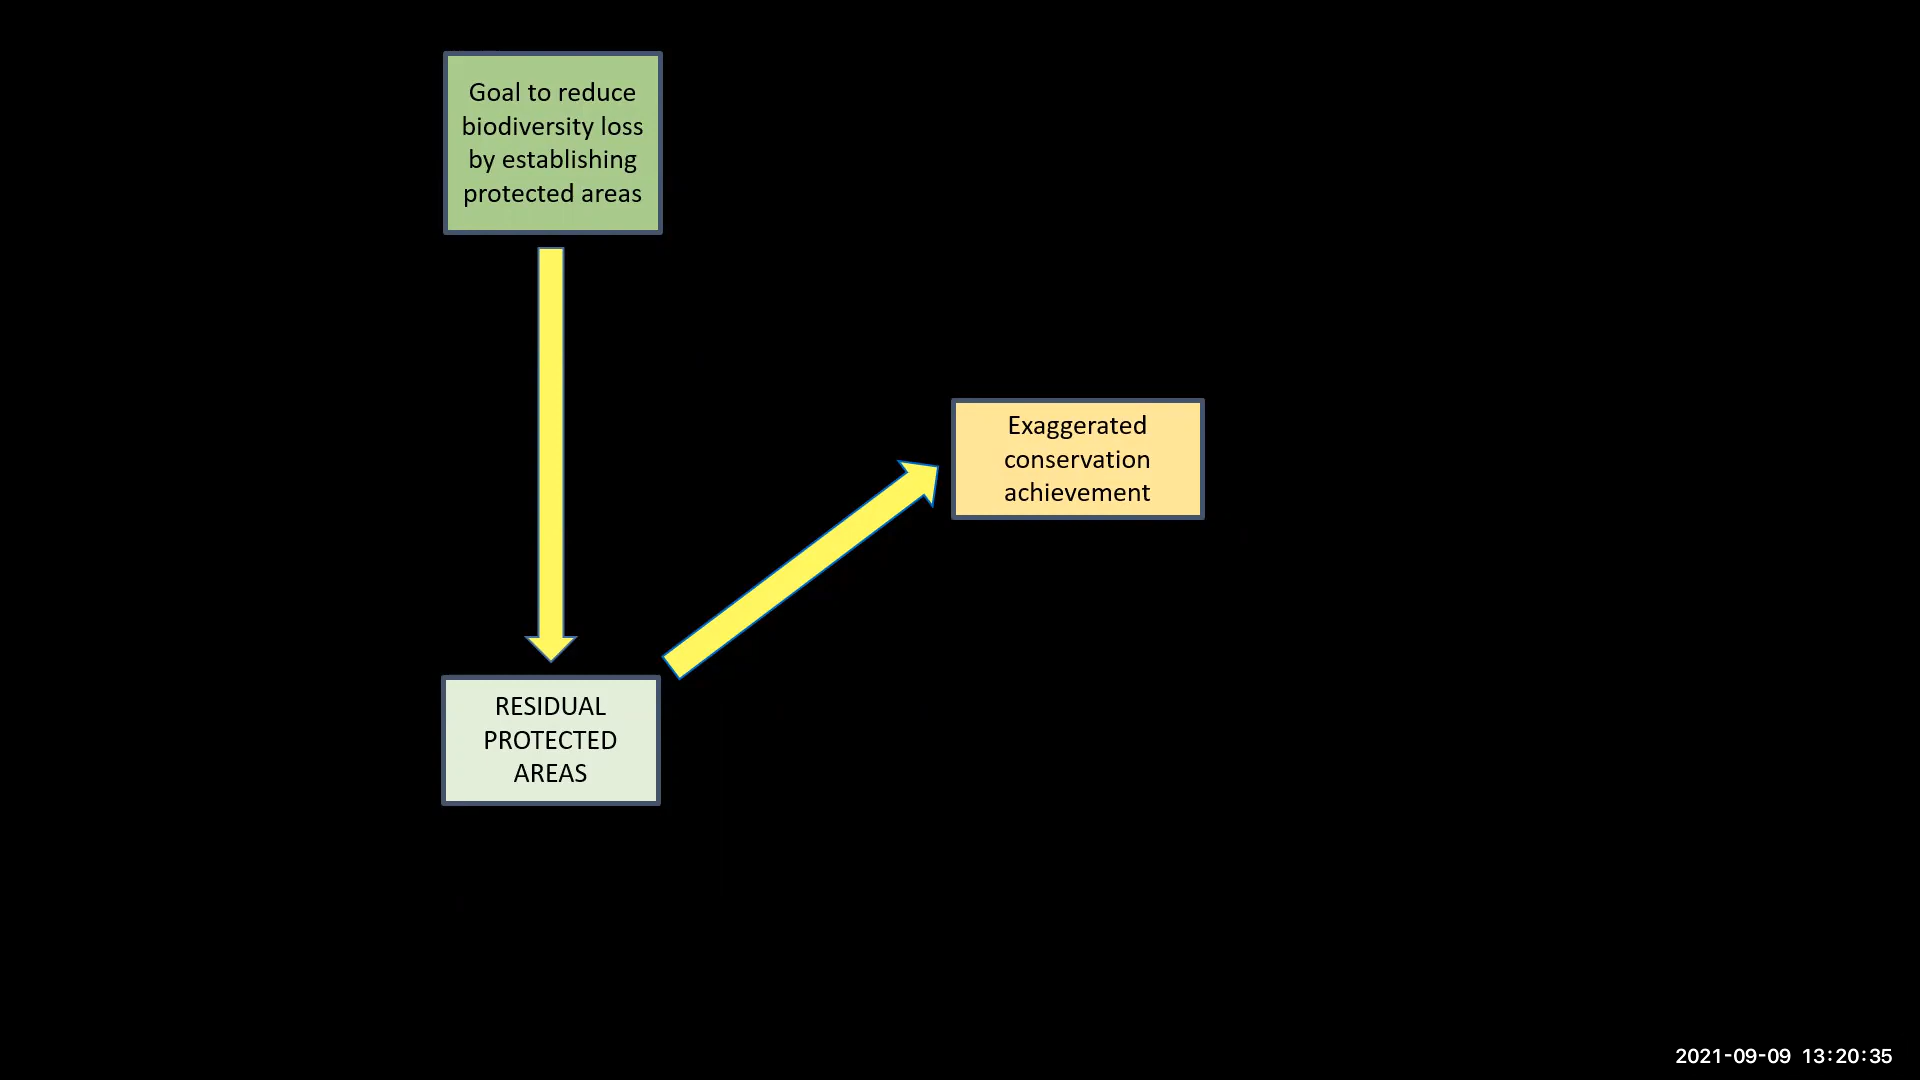 Goal to reduce
biodiversity loss
by establishing
protected areas
Exaggerated
conservation
achievement
RESIDUAL
PROTECTED
AREAS
2021-09-09 13:20:35